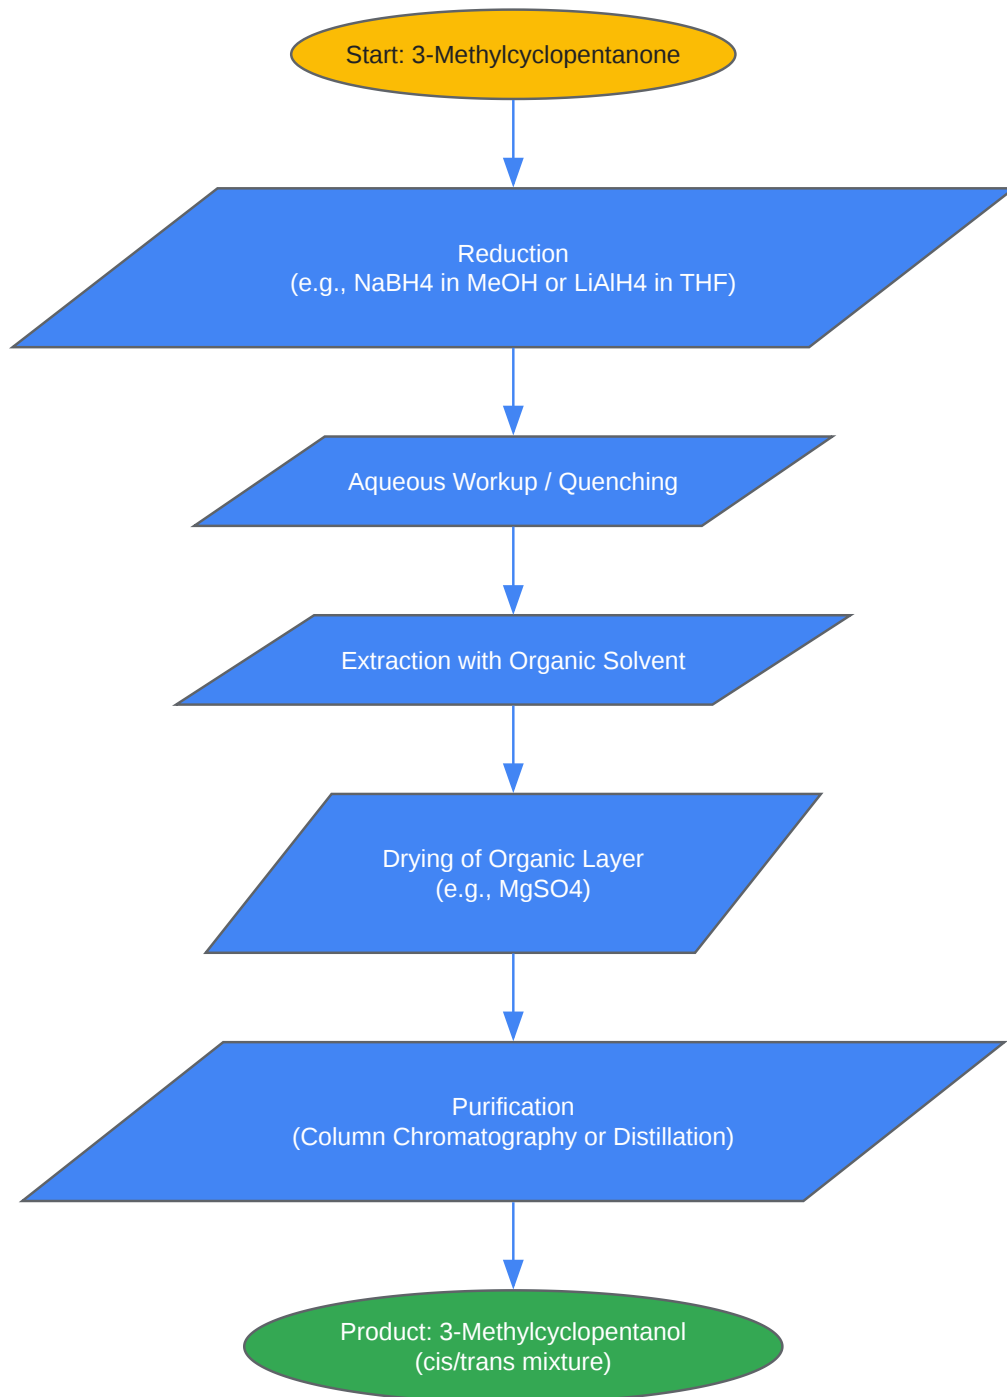 Start: 3-Methylcyclopentanone
Reduction
(e.g., NaBH4 in MeOH or LiAlH4 in THF)
Aqueous Workup / Quenching
Extraction with Organic Solvent
Drying of Organic Layer
(e.g., MgSO4)
Purification
(Column Chromatography or Distillation)
Product: 3-Methylcyclopentanol
(cis/trans mixture)